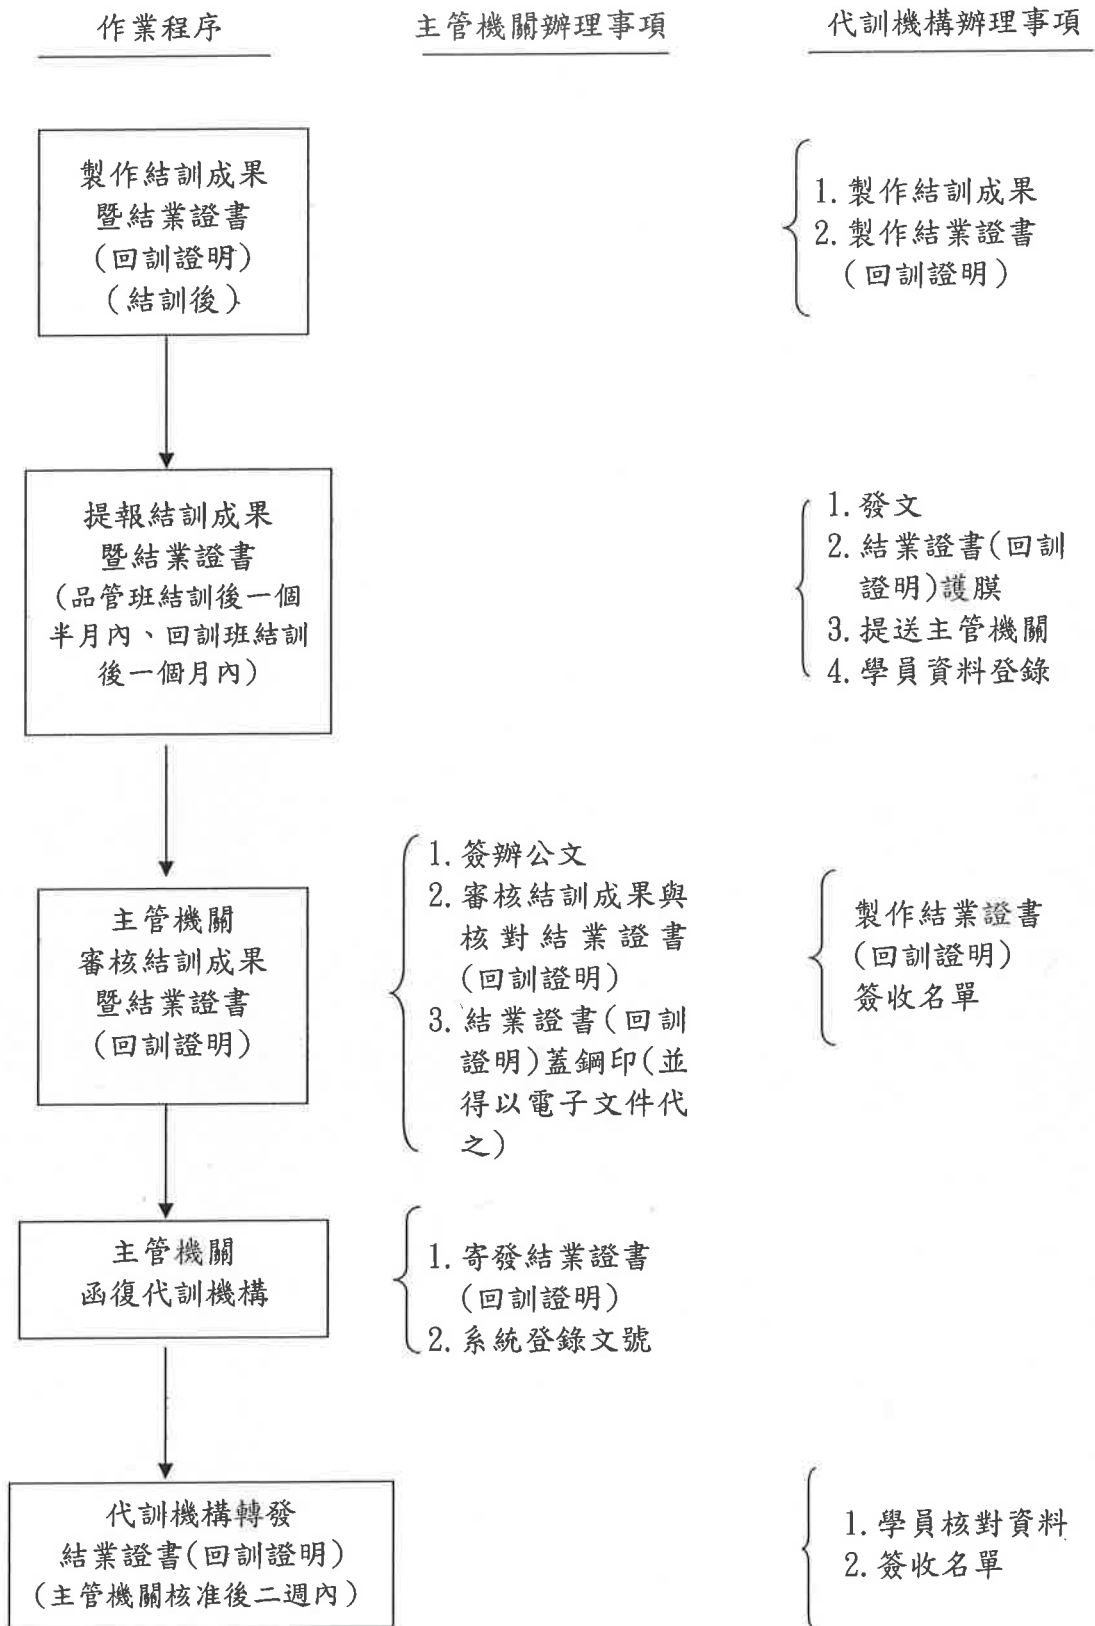 作業程序
主管機關辦理事項
代訓機構辦理事項
製作結訓成果
暨結業證書
(回訓證明)
(結訓後)
1.製作結訓成果
2.製作結業證書
(回訓證明)
提報結訓成果
暨結業證書
(品管班結訓後一個
半月內、回訓班結訓
後一個月內)
1.發文
2.結業證書(回訓
證明)護膜
3.提送主管機關
4.學員資料登錄
主管機關
審核結訓成果
暨結業證書
(回訓證明)
1.簽辦公文
2.審核結訓成果與
核對結業證書
(回訓證明)
3.結業證書(回訓
證明)蓋鋼印(並
得以電子文件代
之)
製作結業證書
(回訓證明)
簽收名單
主管機關
函復代訓機構
1.寄發結業證書
(回訓證明)
2.系統登錄文號
代訓機構轉發
結業證書(回訓證明)
(主管機關核准後二週內)
1.學員核對資料
2.簽收名單